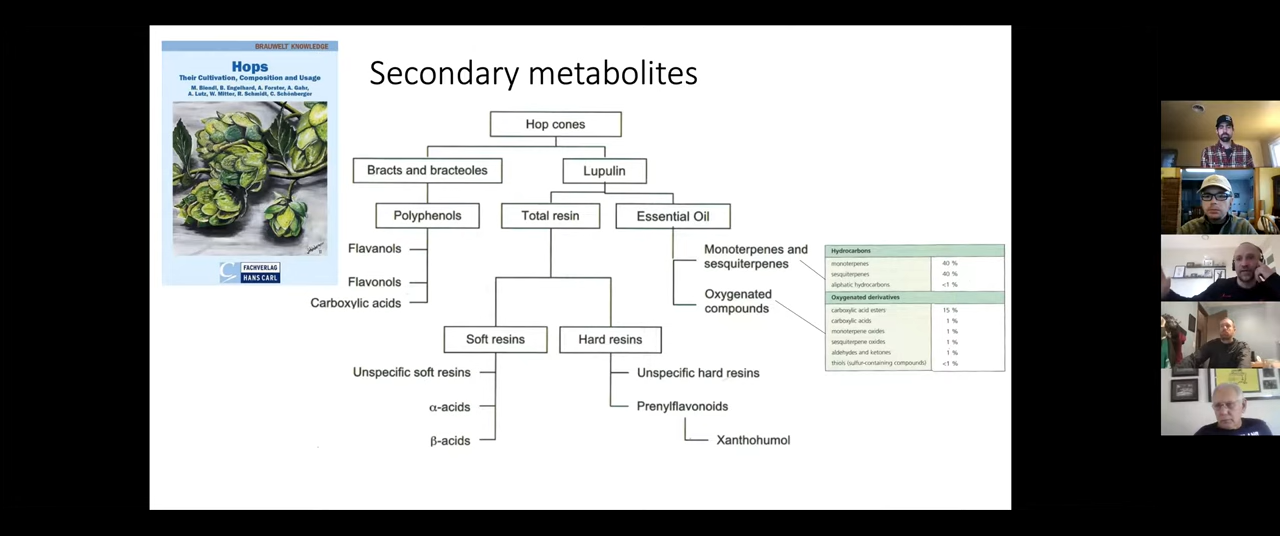 BRAUWELT KNOWLEDGE
Hops
Their Cultivation, Composition and Usage
M. Biendl, B. Engelhard, A. Forster, A. Gahr,
A. Lutz, W. Mitter, R. Schmidt, C. Schönberger
FACHVERLAG
HANS CARL
Secondary metabolites
Hop cones
Bracts and bracteoles
Lupulin
Polyphenols
Total resin
Essential Oil
Flavanols
Flavonols
Carboxylic acids
Monoterpenes and
sesquiterpenes
Oxygenated
compounds
Soft resins
Hard resins
Unspecific soft resins
α-acids
β-acids
Unspecific hard resins
Prenylflavonoids
Xanthohumol
Hydrocarbons
monoterpenes 40 %
sesquiterpenes 40 %
aliphatic hydrocarbons <1 %
Oxygenated derivatives
carboxylic acid esters 15 %
carboxylic acids 1 %
monoterpene oxides 1 %
sesquiterpene oxides 1 %
aldehydes and ketones 1 %
thiols (sulfur-containing compounds) <1 %